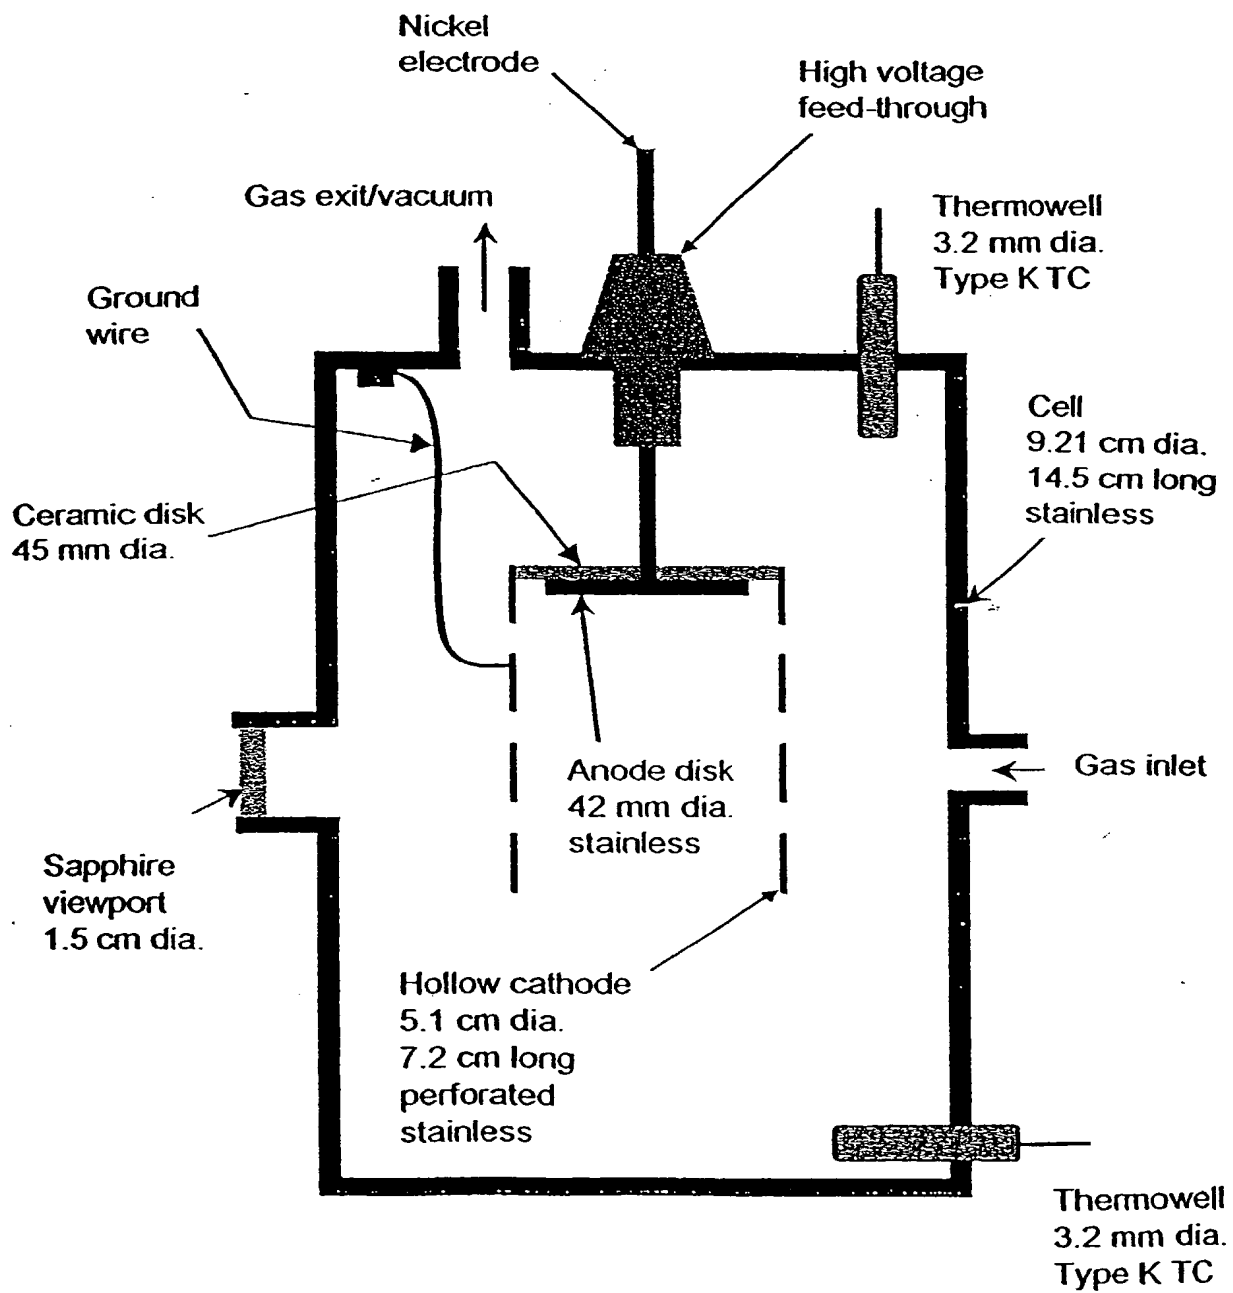 Nickel
electrode
High voltage
feed-through
Gas exit/vacuum
Thermowell
3.2 mm dia.
Type K TC
Ground
wire
Cell
9.21 cm dia.
14.5 cm long
stainless
Ceramic disk
45 mm dia.
Anode disk
42 mm dia.
stainless
Gas inlet
Sapphire
viewport
1.5 cm dia.
Hollow cathode
5.1 cm dia.
7.2 cm long
perforated
stainless
Thermowell
3.2 mm dia.
Type K TC